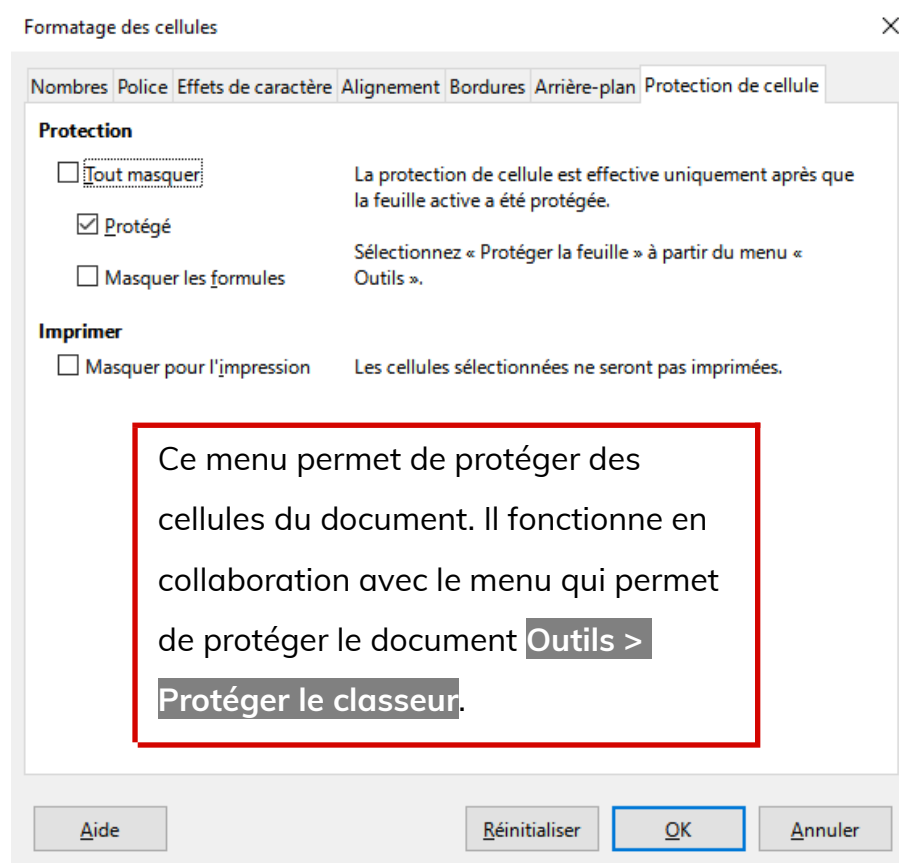 Formatage des cellules
Nombres Police Effets de caractère Alignement Bordures Arrière-plan Protection de cellule
Protection
Tout masquer
La protection de cellule est effective uniquement après que
la feuille active a été protégée.
Protégé
Sélectionnez « Protéger la feuille » à partir du menu «
Outils ».
Masquer les formules
Imprimer
Masquer pour l'impression
Les cellules sélectionnées ne seront pas imprimées.
Ce menu permet de protéger des
cellules du document. Il fonctionne en
collaboration avec le menu qui permet
de protéger le document Outils >
Protéger le classeur.
Aide Réinitialiser OK Annuler